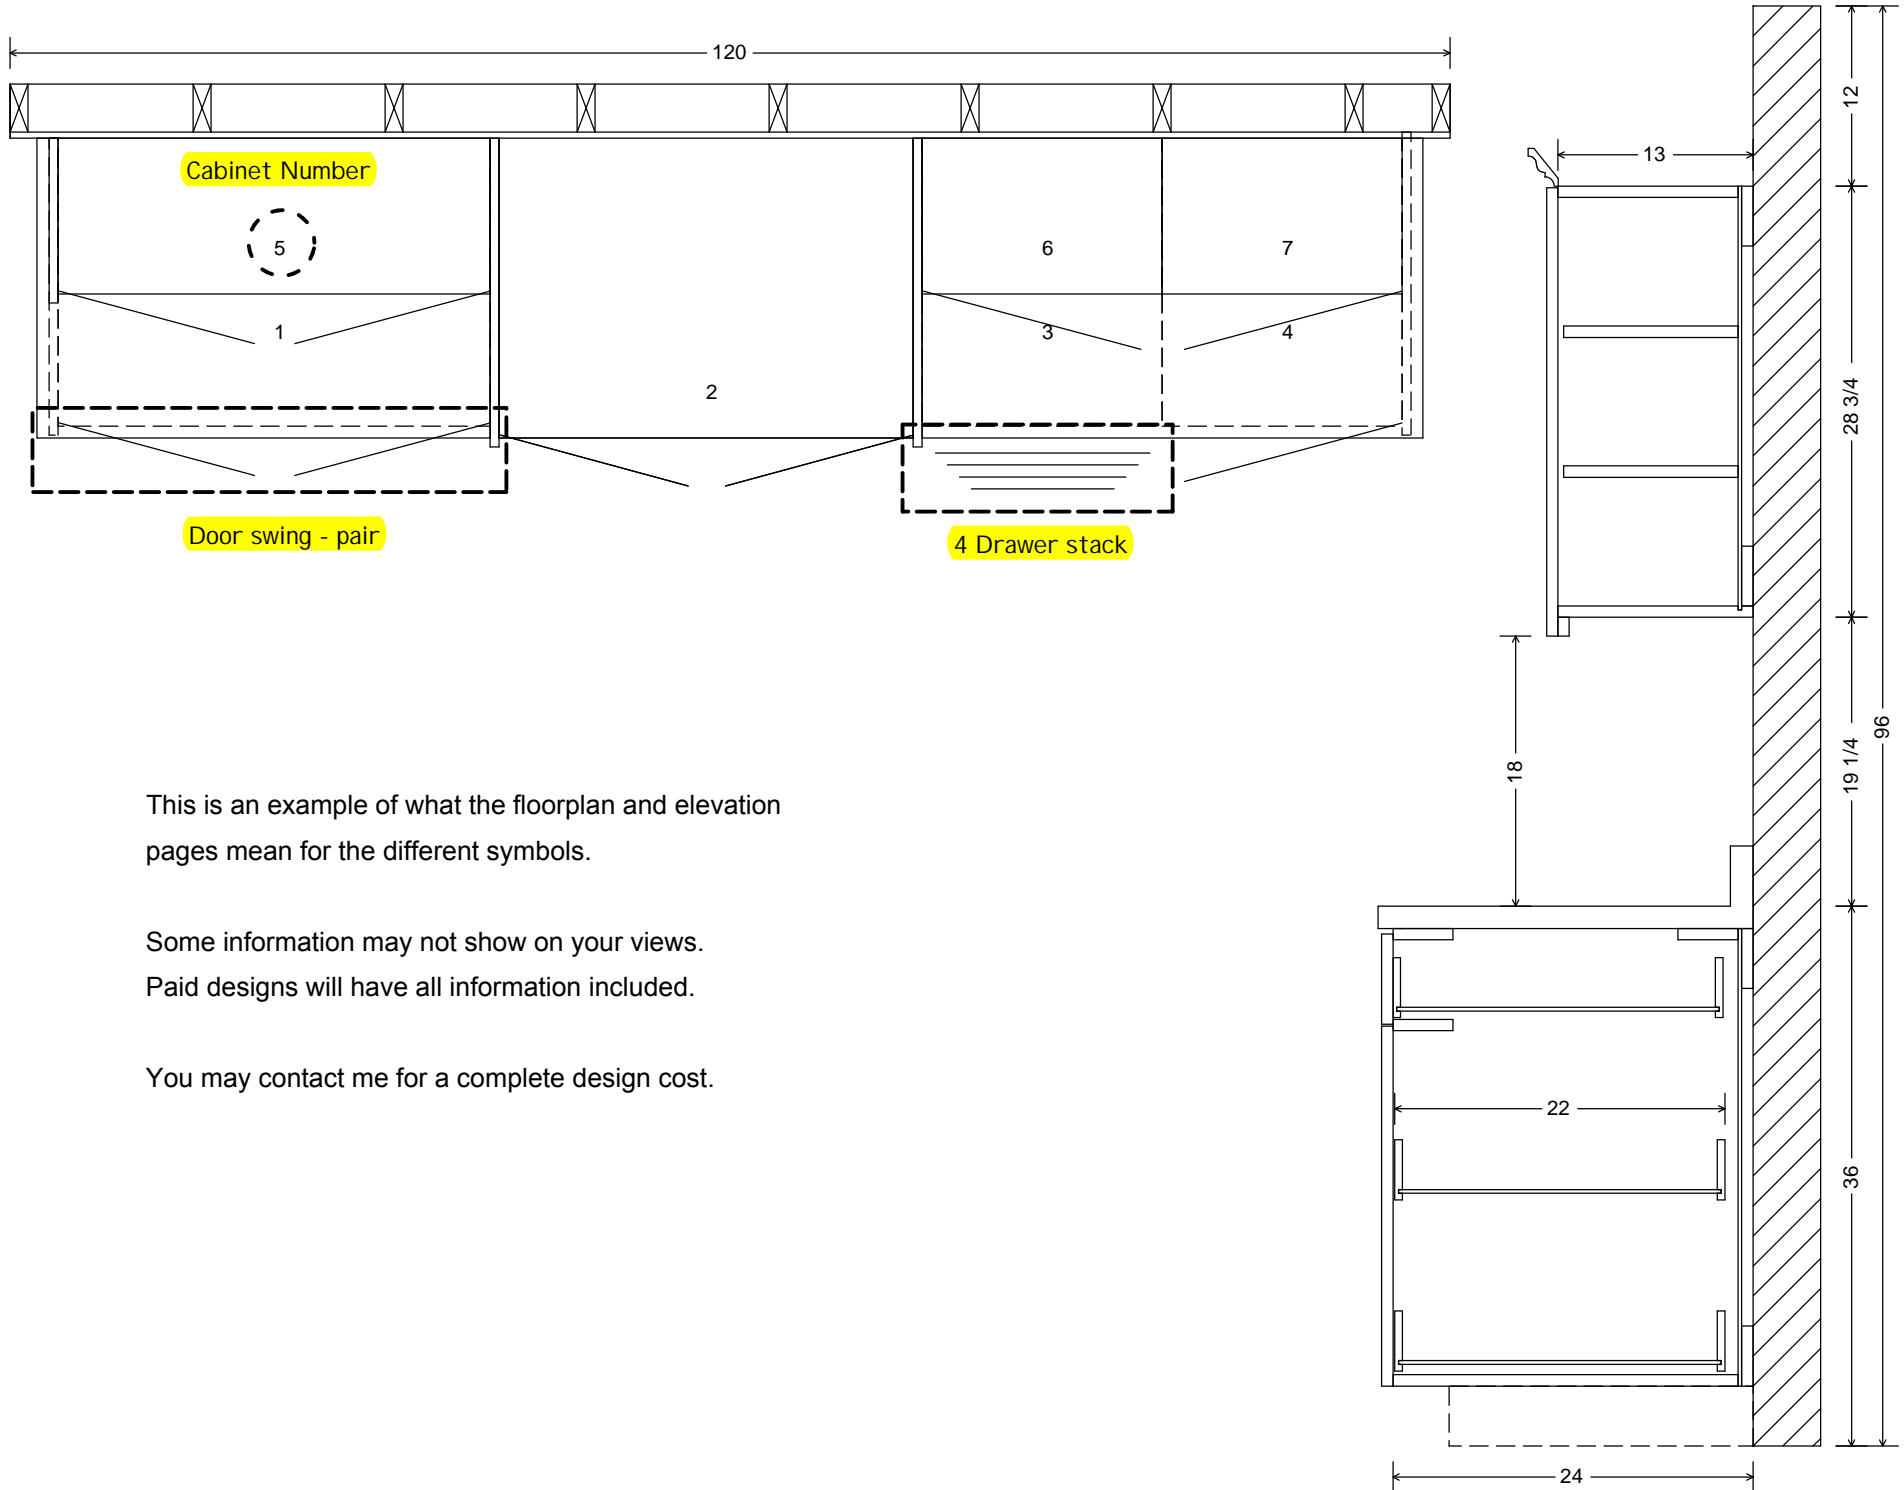 120
Cabinet Number
5
6
7
1
3
4
2
Door swing - pair
4 Drawer stack
This is an example of what the floorplan and elevation
pages mean for the different symbols.
Some information may not show on your views.
Paid designs will have all information included.
You may contact me for a complete design cost.
12
13
28 3/4
96
19 1/4
18
22
36
24